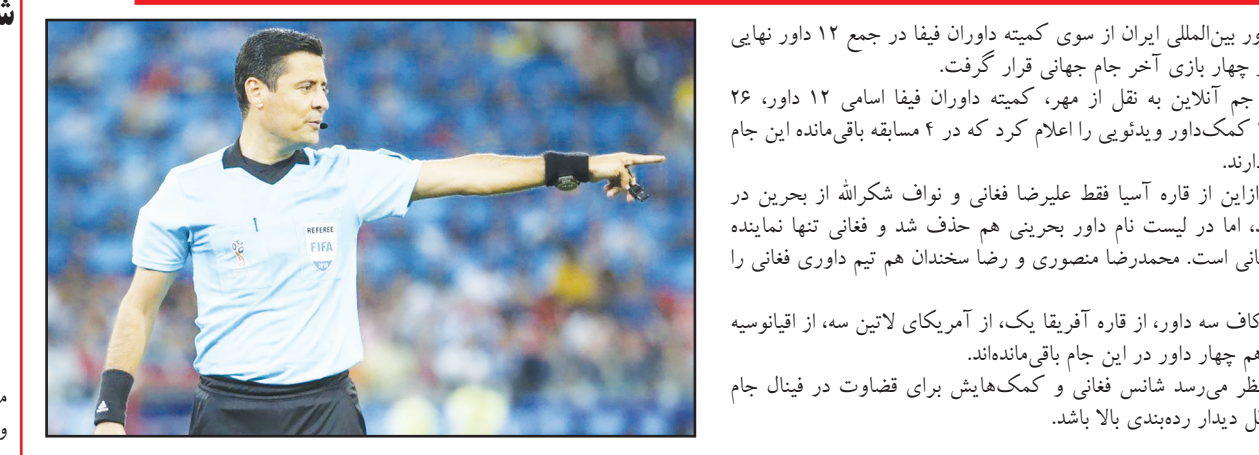 ور بین‌المللی ایران از سوی کمیته داوران فیفا در جمع ۱۲ داور نهایی
چهار بازی آخر جام جهانی قرار گرفت.
جم آنلاین به نقل از مهر، کمیته داوران فیفا اسامی ۱۲ داور، ۲۶
کمک‌داور ویدئویی را اعلام کرد که در ۴ مسابقه باقی‌مانده این جام
دارند.
ازاین از قاره آسیا فقط علیرضا فغانی و نواف شکرالله از بحرین در
اما در لیست نام داور بحرینی هم حذف شد و فغانی تنها نماینده
انی است. محمدرضا منصوری و رضا سخندان هم تیم داوری فغانی را
کاف سه داور، از قاره آفریقا یک، از آمریکای لاتین سه، از اقیانوسیه
هم چهار داور در این جام باقی‌مانده‌اند.
نظر می‌رسد شانس فغانی و کمک‌هایش برای قضاوت در فینال جام
دیدار رده‌بندی بالا باشد.
REFEREE
FIFA